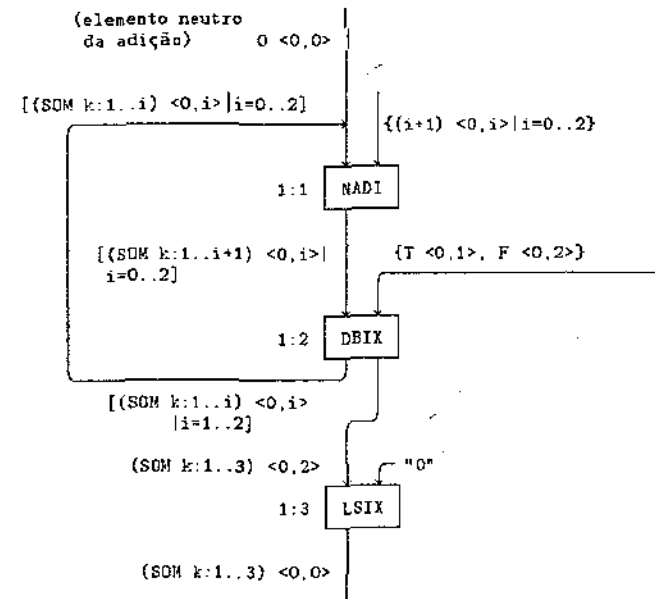 (elemento neutro
da adição) 0 <0,0>
[(SOM k:1..i) <0,i>|i=0..2]
{(i+1) <0,i>|i=0..2}
1:1 NADI
[(SOM k:1..i+1) <0,i>|
i=0..2]
{T <0,1>, F <0,2>}
1:2 DBIX
[(SOM k:1..i) <0,i>
|i=1..2]
(SOM k:1..3) <0,2>
"0"
1:3 LSIX
(SOM k:1..3) <0,0>